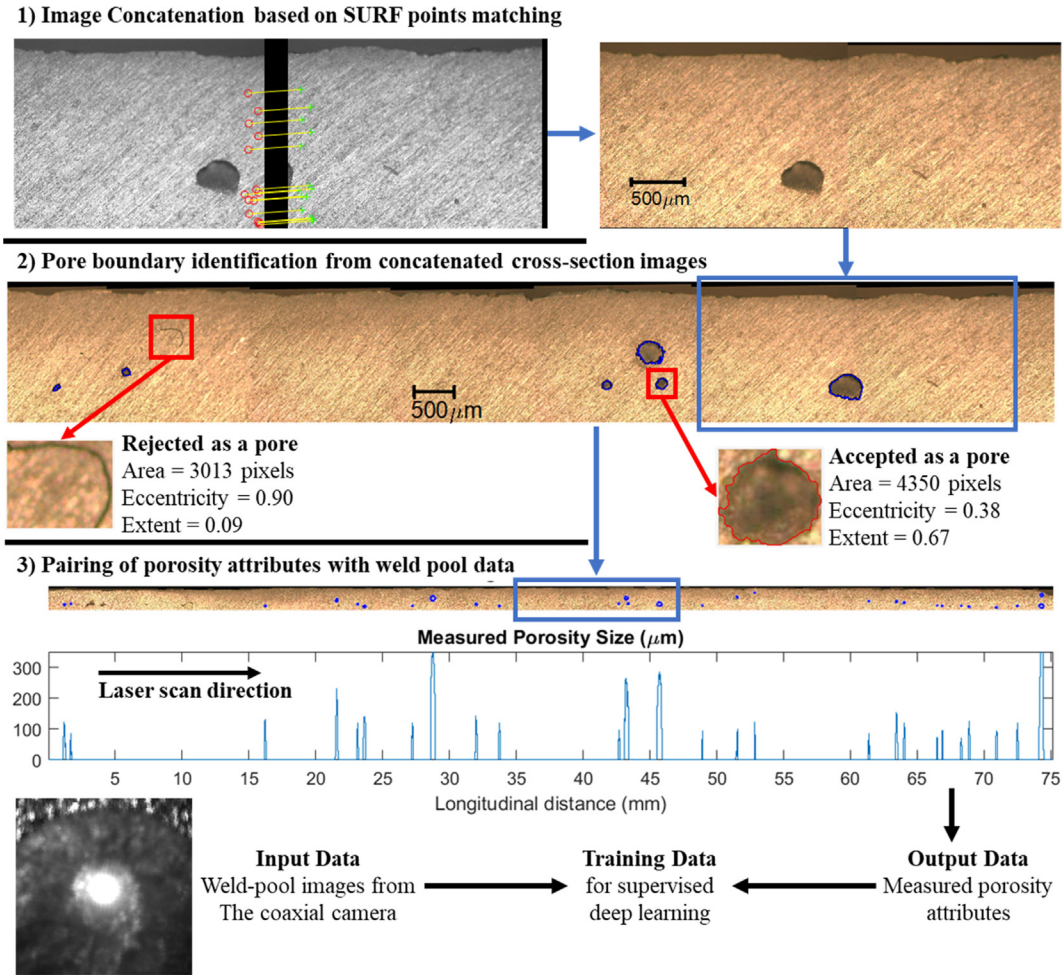 1) Image Concatenation based on SURF points matching
500μm
2) Pore boundary identification from concatenated cross-section images
500μm
Rejected as a pore
Area = 3013 pixels
Eccentricity = 0.90
Extent = 0.09
Accepted as a pore
Area = 4350 pixels
Eccentricity = 0.38
Extent = 0.67
3) Pairing of porosity attributes with weld pool data
Measured Porosity Size (μm)
300
200
100
0
Laser scan direction
5 10 15 20 25 30 35 40 45 50 55 60 65 70 75
Longitudinal distance (mm)
Input Data
Weld-pool images from
The coaxial camera
Training Data
for supervised
deep learning
Output Data
Measured porosity
attributes